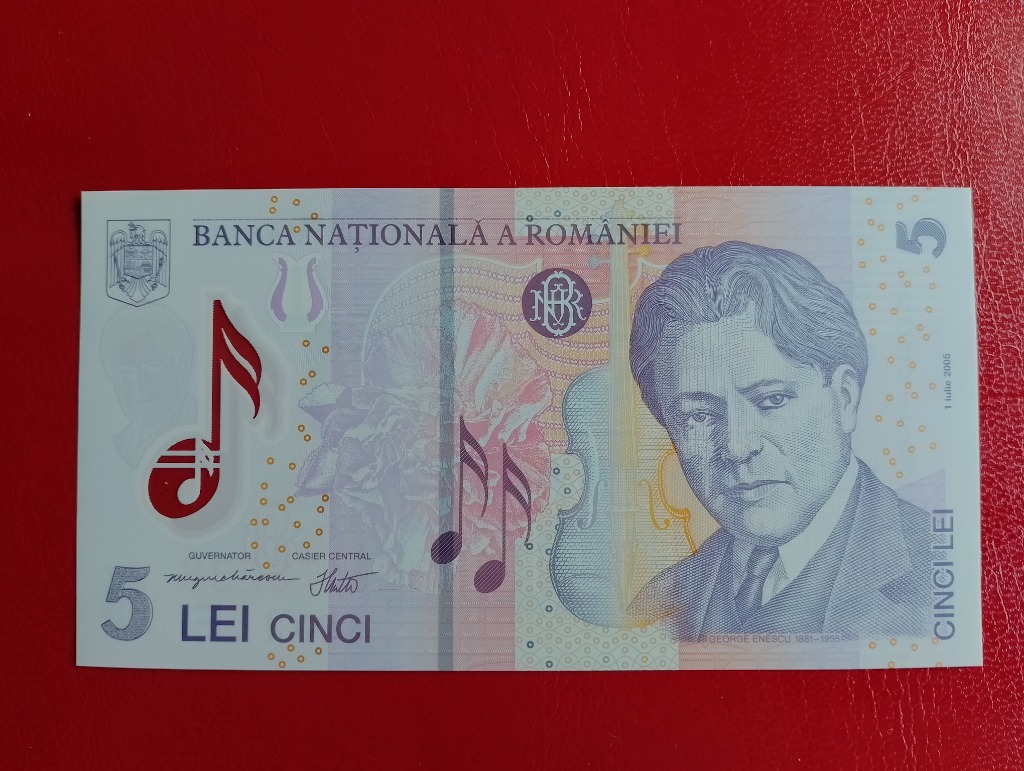 BANCA NAȚIONALĂ A ROMÂNIEI
5
BNR
1 iulie 2005
GUVERNATOR
CASIER CENTRAL
5
LEI CINCI
GEORGE ENESCU 1881-1955
CINCI LEI